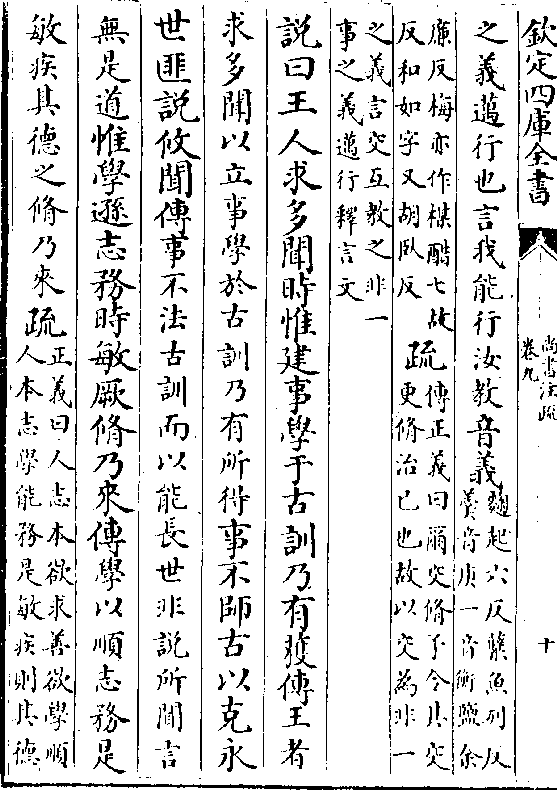 欽定四庫全書
尚書注疏
卷九
十
之義邁行也言我能行汝教音義
麴起六反糵魚列反
羹音庚一音衡鹽余
廉反梅亦作楳酷七故
反和如字又胡臥反
疏
傳正義曰爾交脩予令其交
更脩治已也故以交為非一
之義言交互教之非一
事之義邁行釋言文
說曰王人求多聞時惟建事學于古訓乃有獲傳王者
求多聞以立事學於古訓乃有所得事不師古以克永
世匪說攸聞傳事不法古訓而以能長世非說所聞言
無是道惟學遜志務時敏厥脩乃來傳學以順志務是
敏疾其德之脩乃來疏
正義曰人志本欲求善欲學順
人本志學能務是敏疾則其德